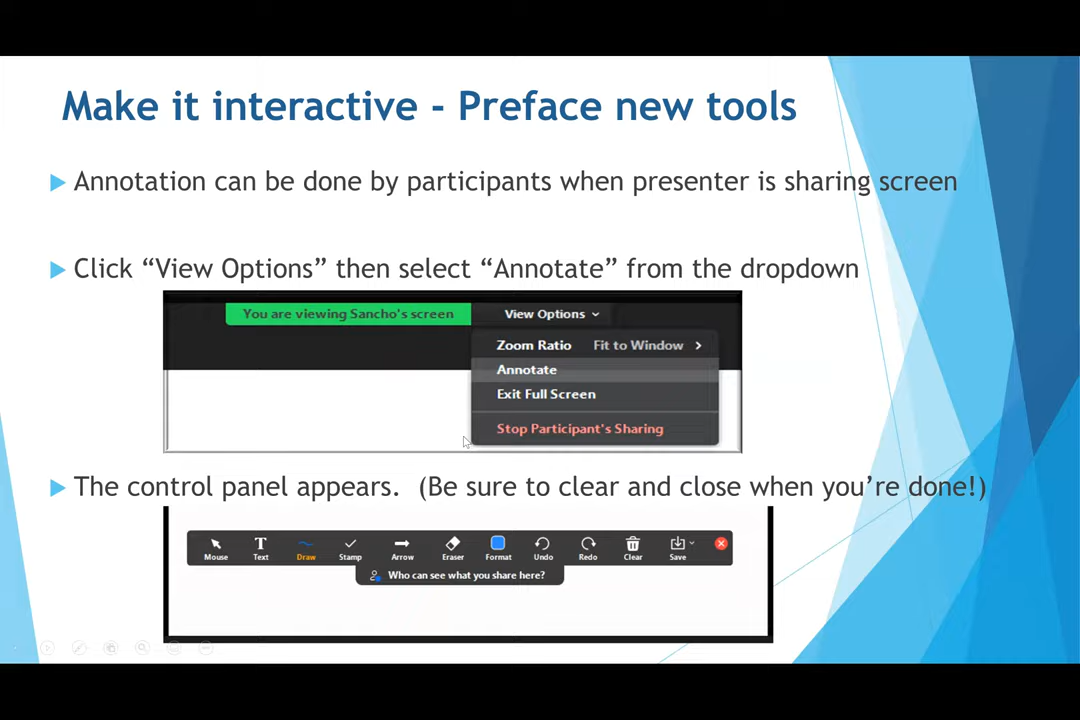 Make it interactive - Preface new tools
Annotation can be done by participants when presenter is sharing screen
Click “View Options” then select “Annotate” from the dropdown
You are viewing Sancho's screen View Options
Zoom Ratio Fit to Window
Annotate
Exit Full Screen
Stop Participant's Sharing
The control panel appears. (Be sure to clear and close when you’re done!)
Mouse Text Draw Stamp Arrow Eraser Format Undo Redo Clear Save
Who can see what you share here?